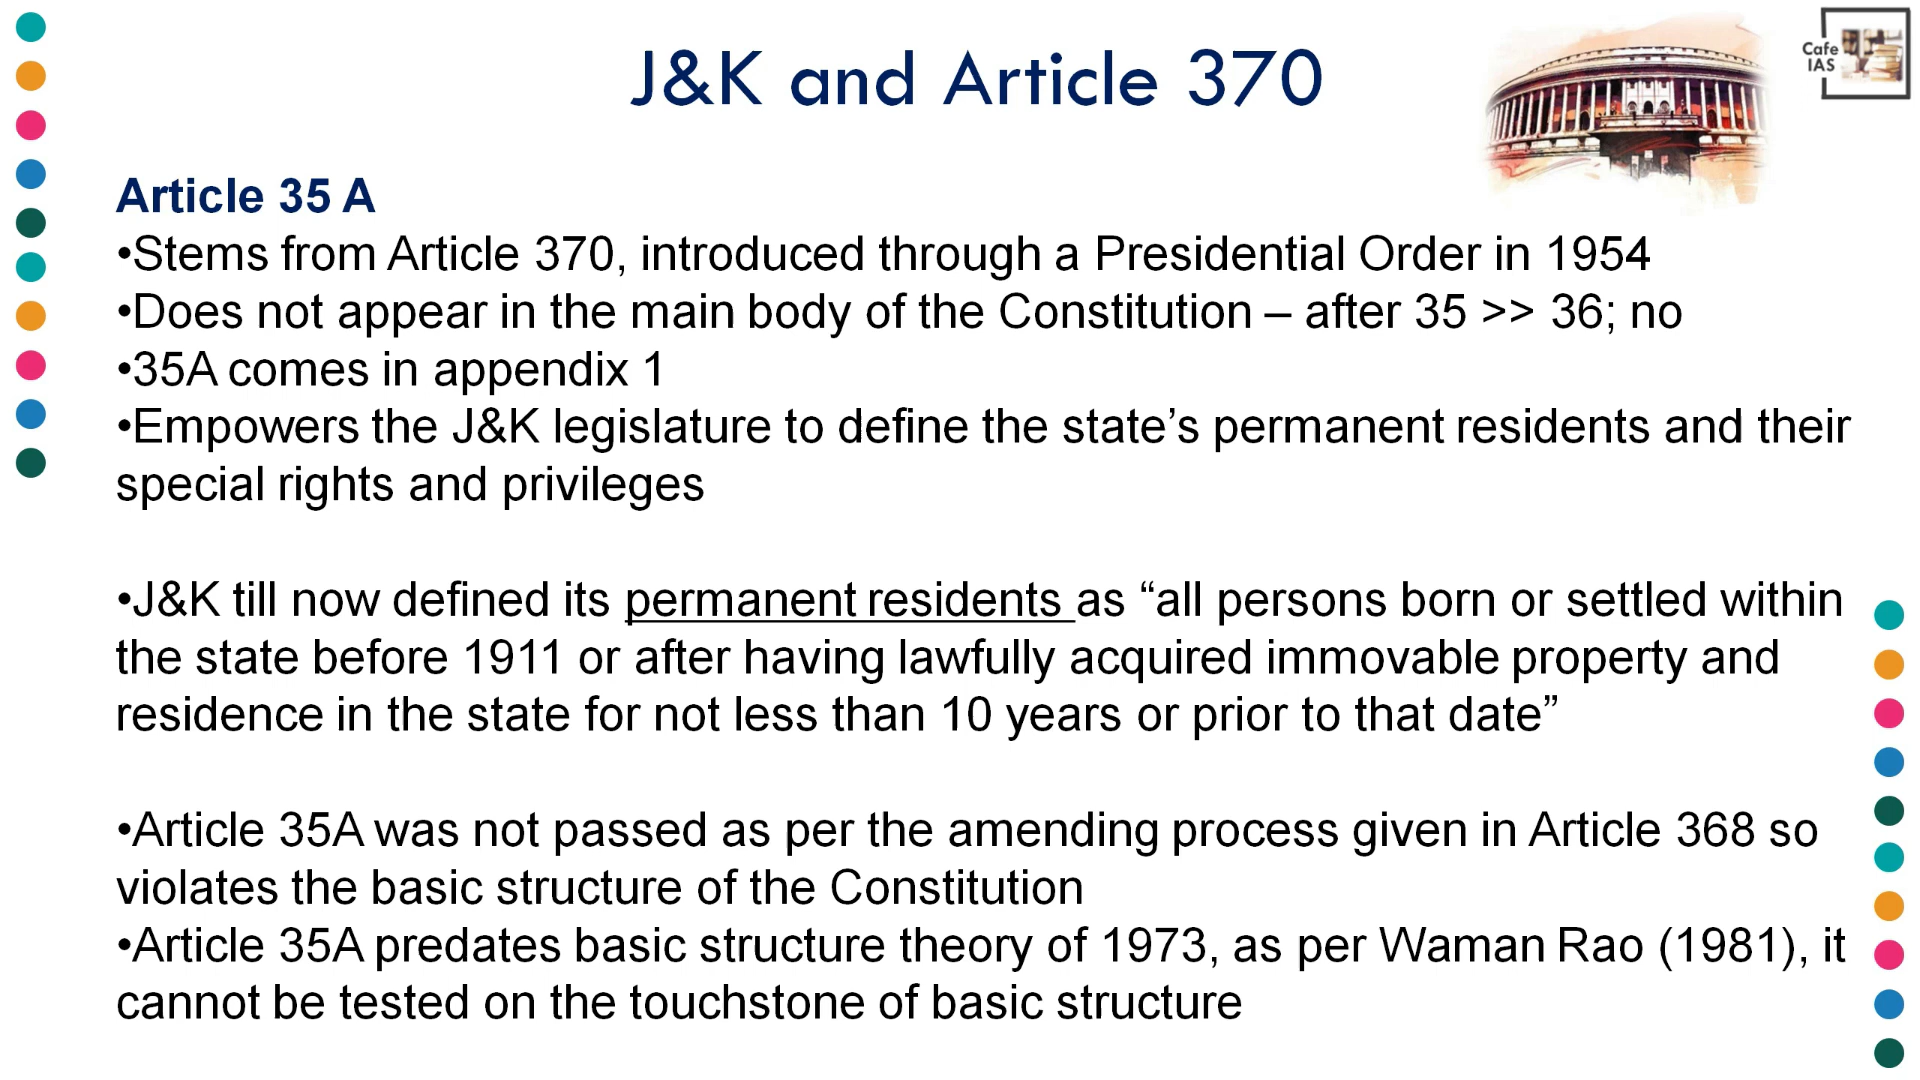 J&K and Article 370
Cafe
IAS
Article 35 A
•Stems from Article 370, introduced through a Presidential Order in 1954
•Does not appear in the main body of the Constitution – after 35 >> 36; no
•35A comes in appendix 1
•Empowers the J&K legislature to define the state’s permanent residents and their
special rights and privileges
•J&K till now defined its permanent residents as “all persons born or settled within
the state before 1911 or after having lawfully acquired immovable property and
residence in the state for not less than 10 years or prior to that date”
•Article 35A was not passed as per the amending process given in Article 368 so
violates the basic structure of the Constitution
•Article 35A predates basic structure theory of 1973, as per Waman Rao (1981), it
cannot be tested on the touchstone of basic structure